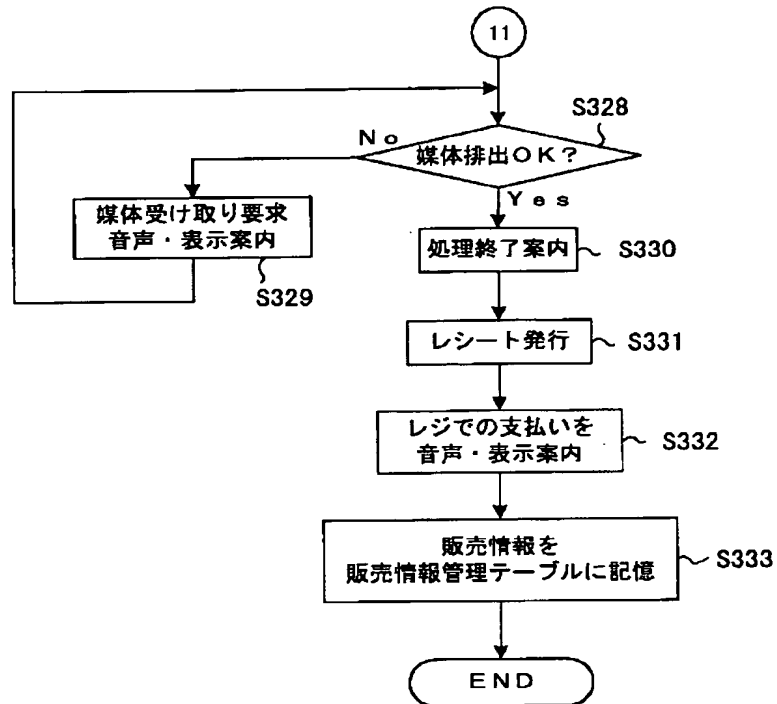 11
S328
No
媒体排出OK？
Yes
媒体受け取り要求
音声・表示案内
S329
処理終了案内
S330
レシート発行
S331
レジでの支払いを
音声・表示案内
S332
販売情報を
販売情報管理テーブルに記憶
S333
END